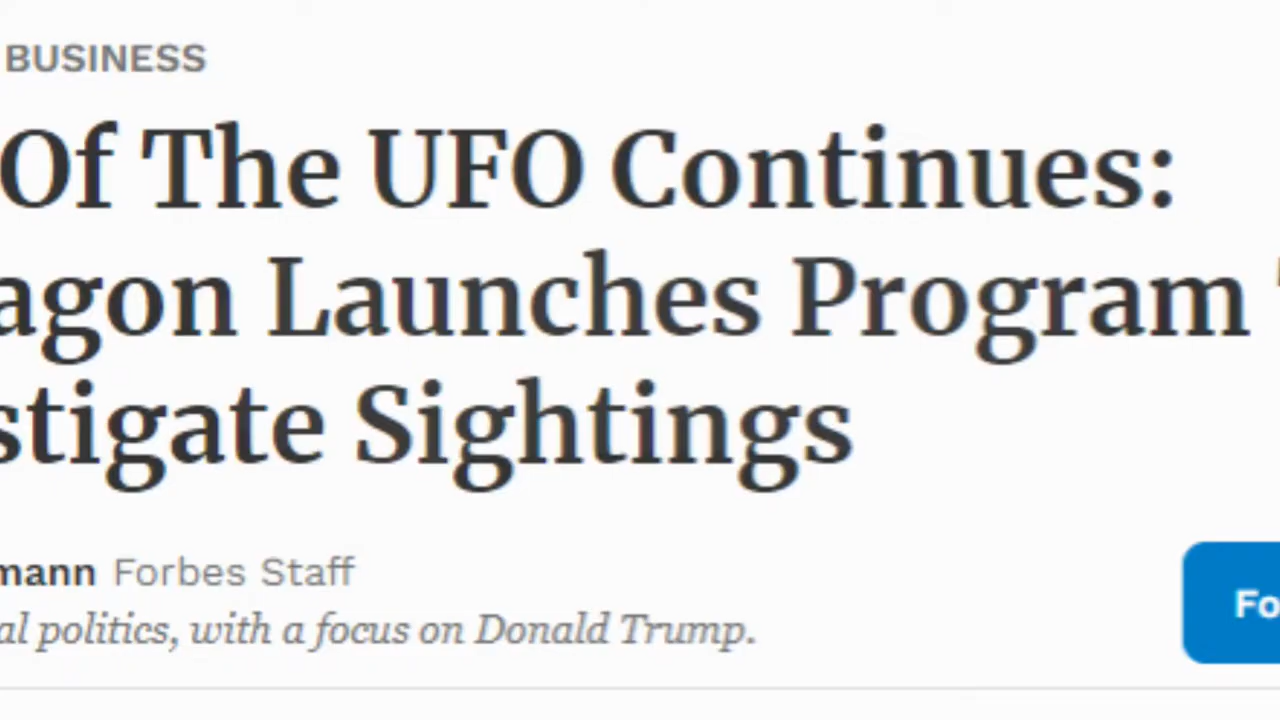 BUSINESS
Of The UFO Continues:
agon Launches Program
stigate Sightings
mann Forbes Staff
al politics, with a focus on Donald Trump.
Fo